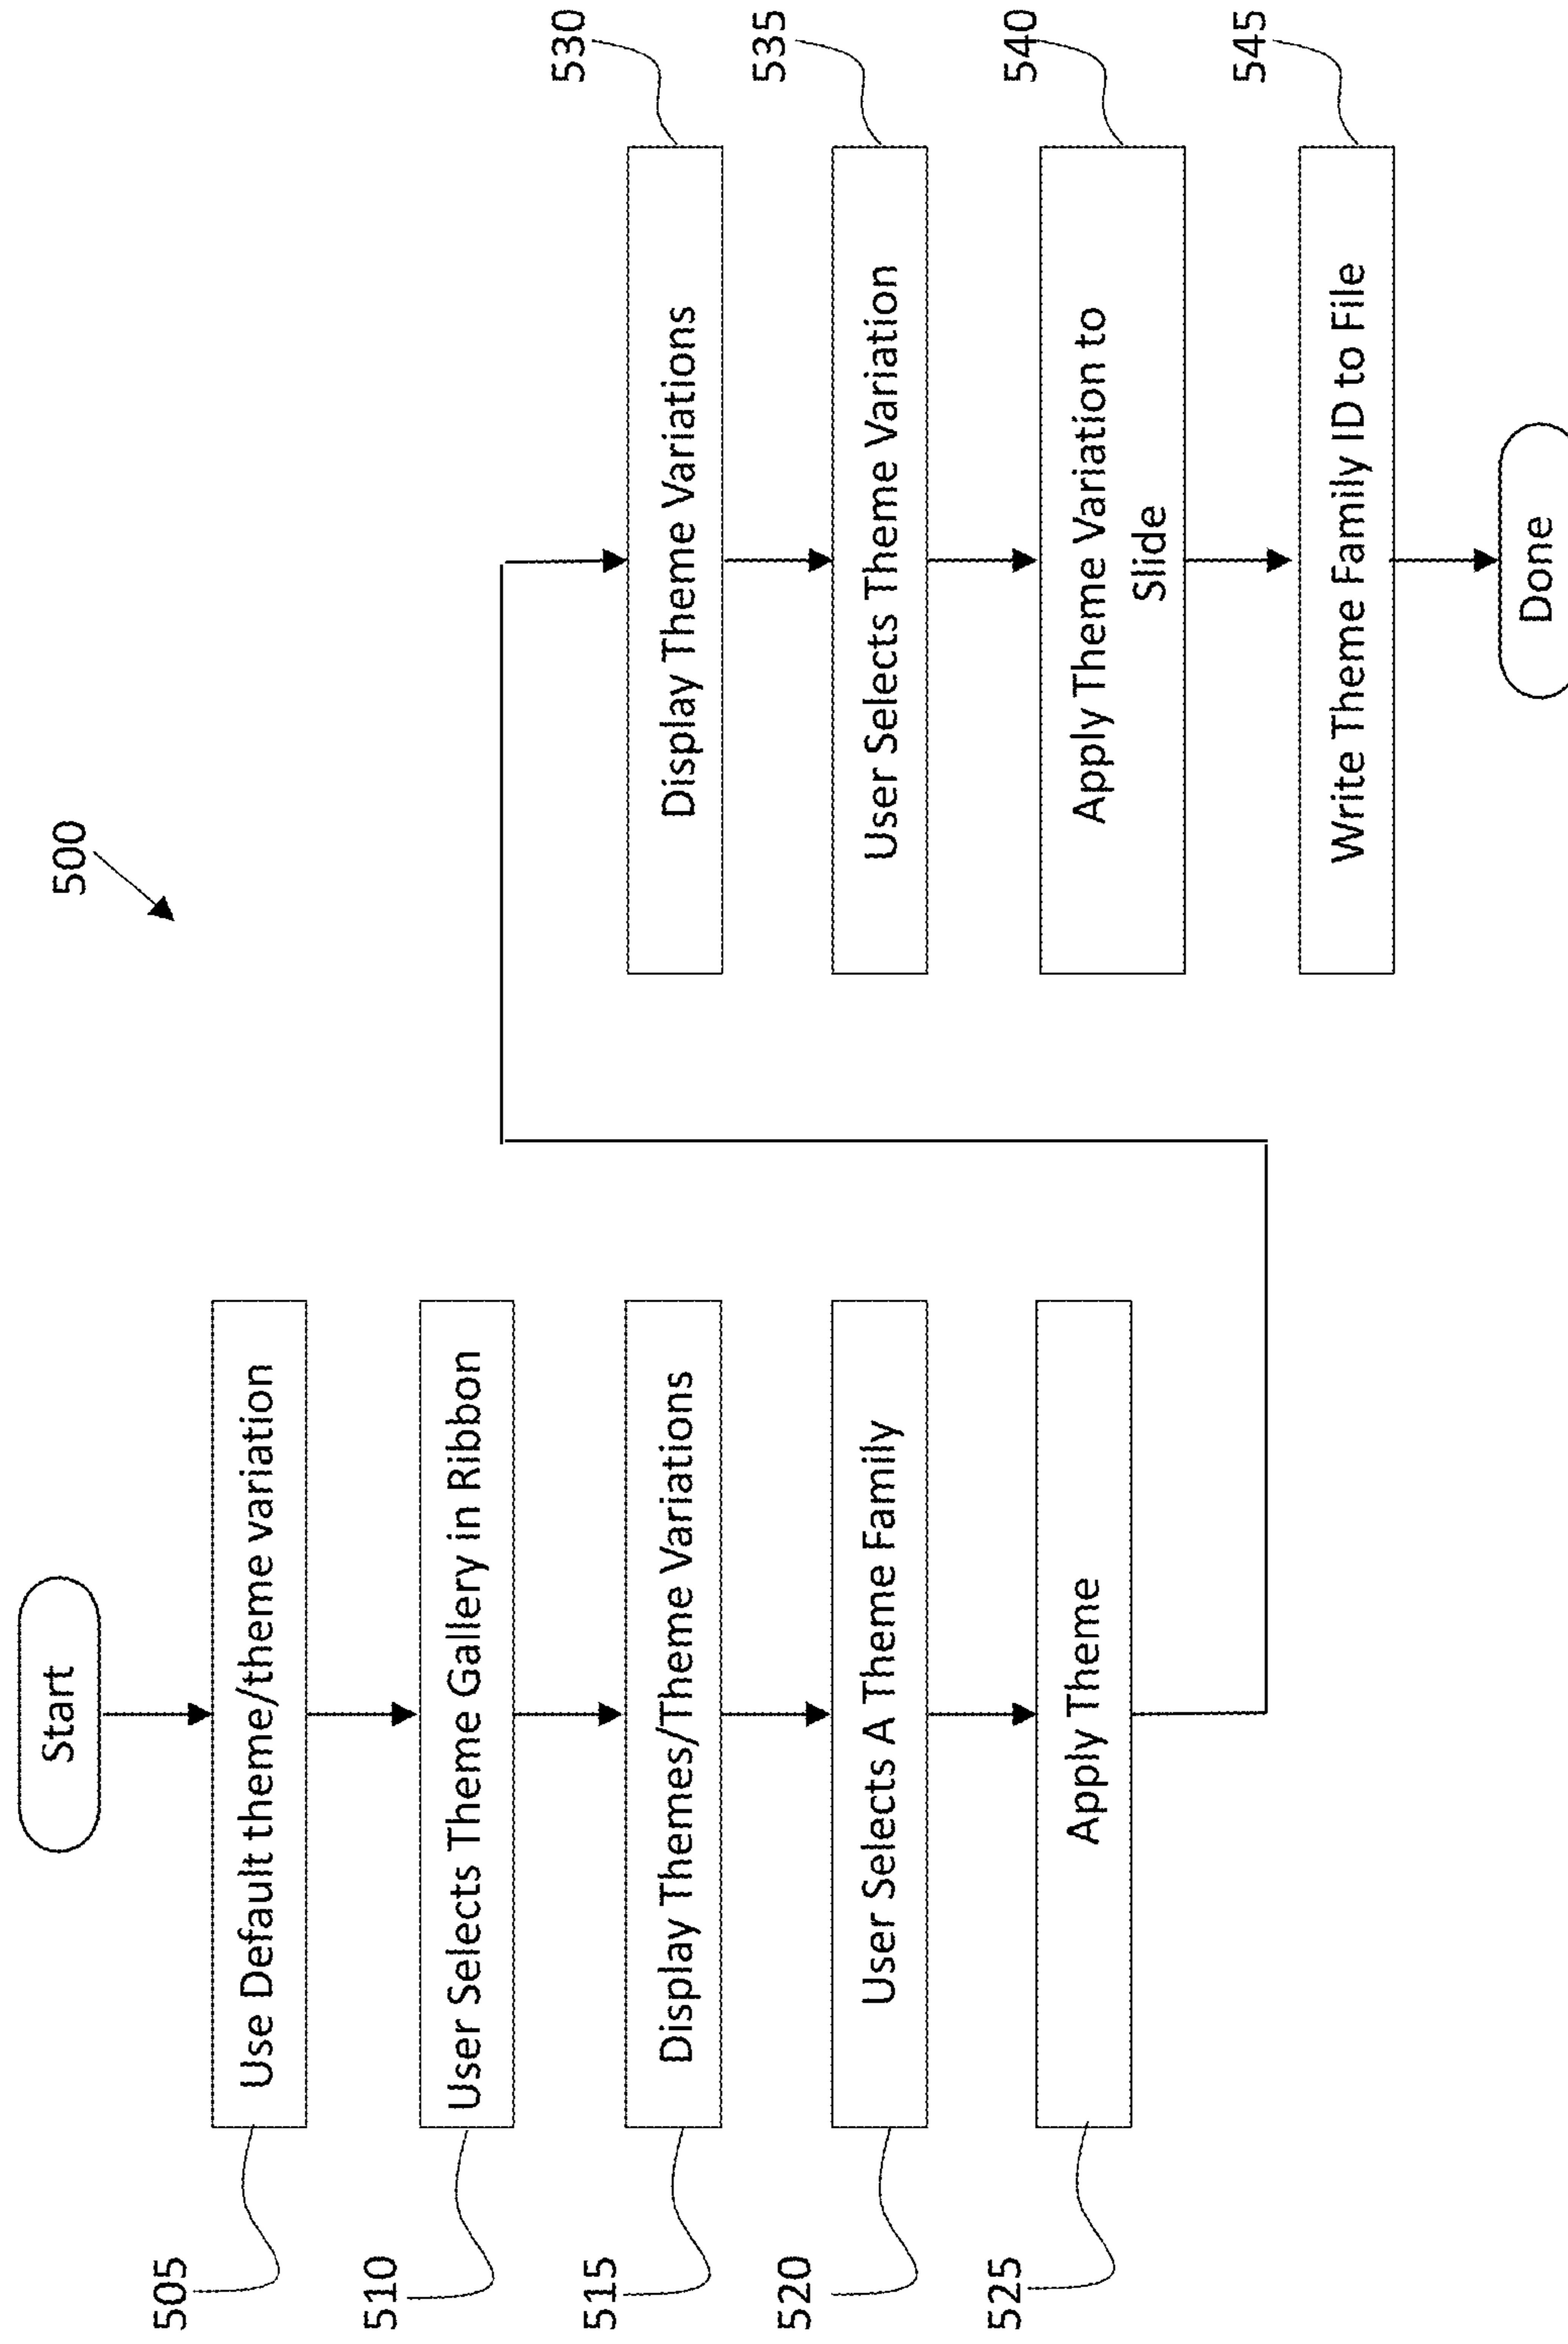 500
Start
505
Use Default theme/theme variation
510
User Selects Theme Gallery in Ribbon
515
Display Themes/Theme Variations
520
User Selects A Theme Family
525
Apply Theme
530
Display Theme Variations
535
User Selects Theme Variation
540
Apply Theme Variation to
Slide
545
Write Theme Family ID to File
Done